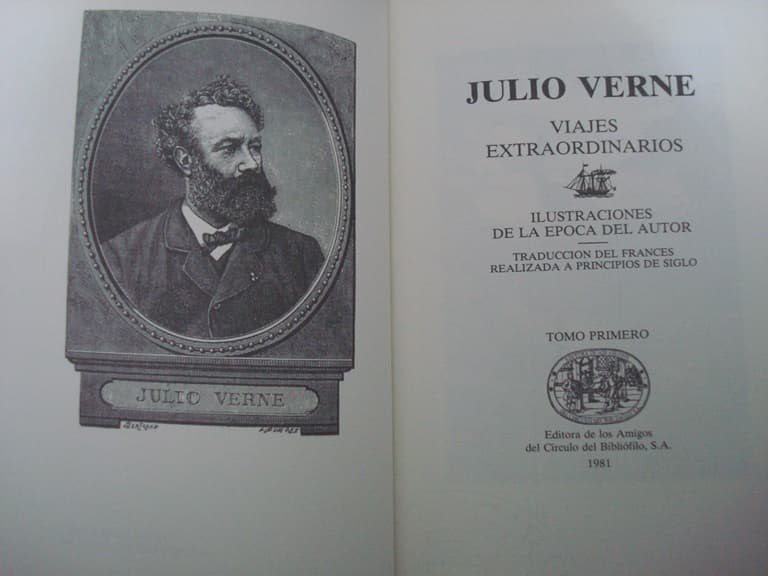 JULIO VERNE
JULIO VERNE
VIAJES
EXTRAORDINARIOS
ILUSTRACIONES
DE LA EPOCA DEL AUTOR
TRADUCCION DEL FRANCES
REALIZADA A PRINCIPIOS DE SIGLO
TOMO PRIMERO
Editora de los Amigos
del Círculo del Bibliófilo, S.A.
1981